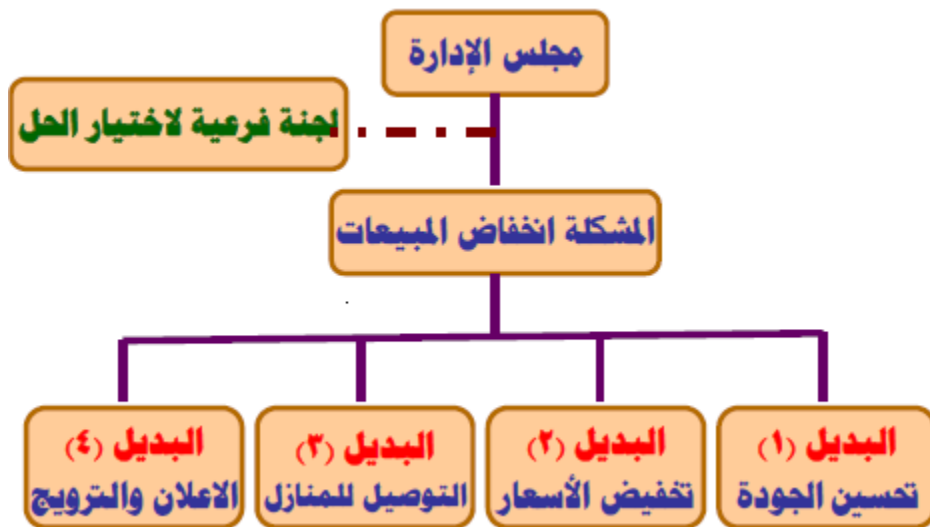 مجلس الإدارة
لجنة فرعية لاختيار الحل
المشكلة انخفاض المبيعات
البديل (١)
تحسين الجودة
البديل (٢)
تخفيض الأسعار
البديل (٣)
التوصيل للمنازل
البديل (٤)
الاعلان والترويج